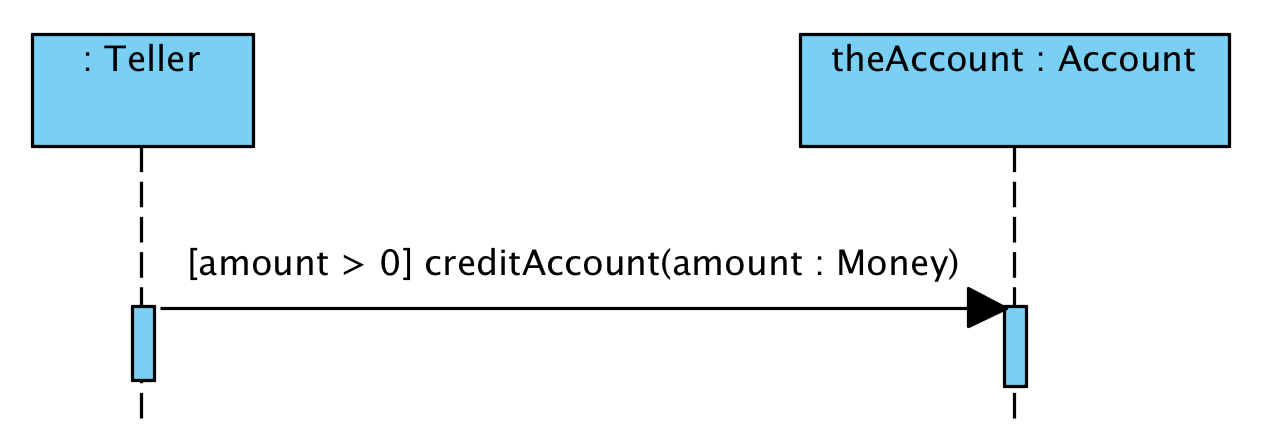 : Teller
theAccount : Account
[amount > 0] creditAccount(amount : Money)